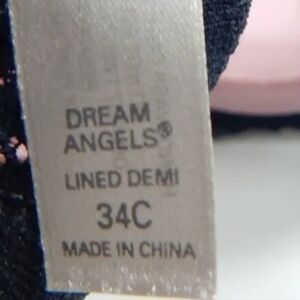 DREAM
ANGELS®
LINED DEMI
34C
MADE IN CHINA